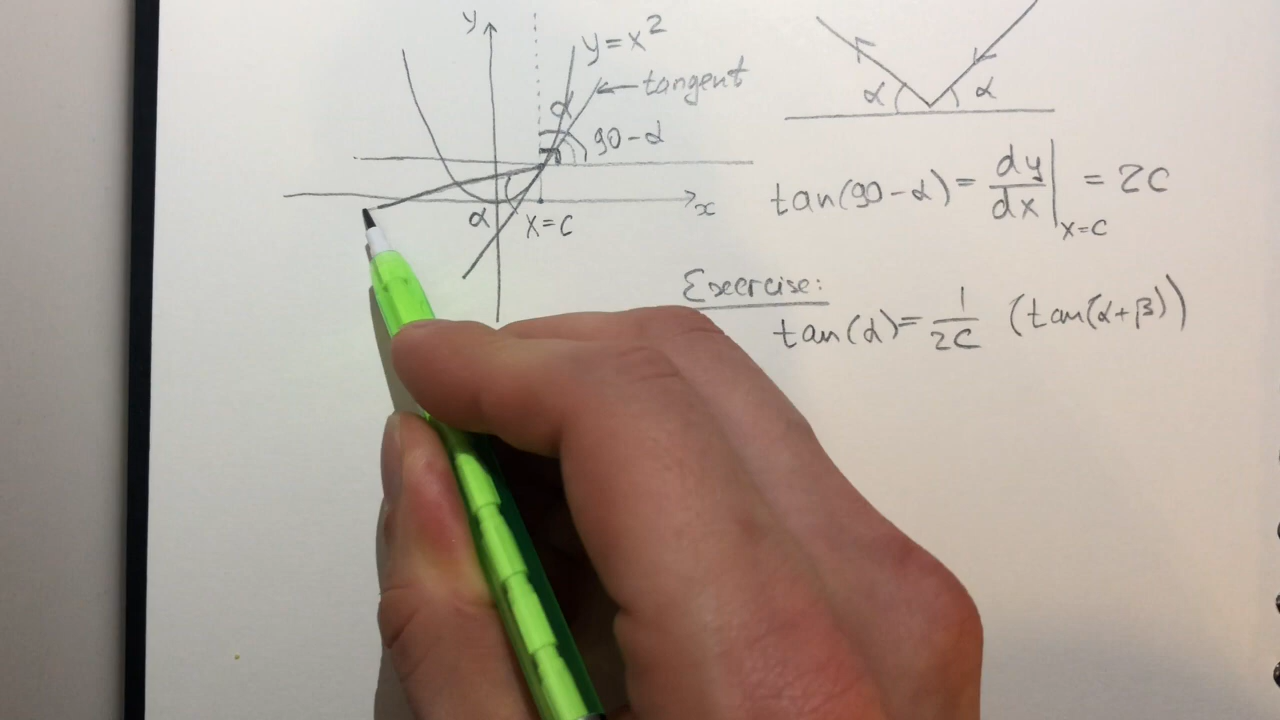 y
y = x²
tangent
α
90 - α
x
α
x = c
α α
tan(90 - α) = dy/dx |x=c = 2c
Exercise:
tan(α) = 1/2c (tan(α+β))